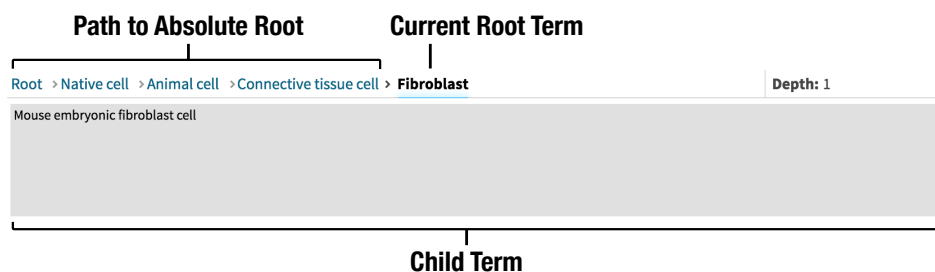 Path to Absolute Root Current Root Term
Root > Native cell > Animal cell > Connective tissue cell > Fibroblast Depth: 1
Mouse embryonic fibroblast cell
Child Term